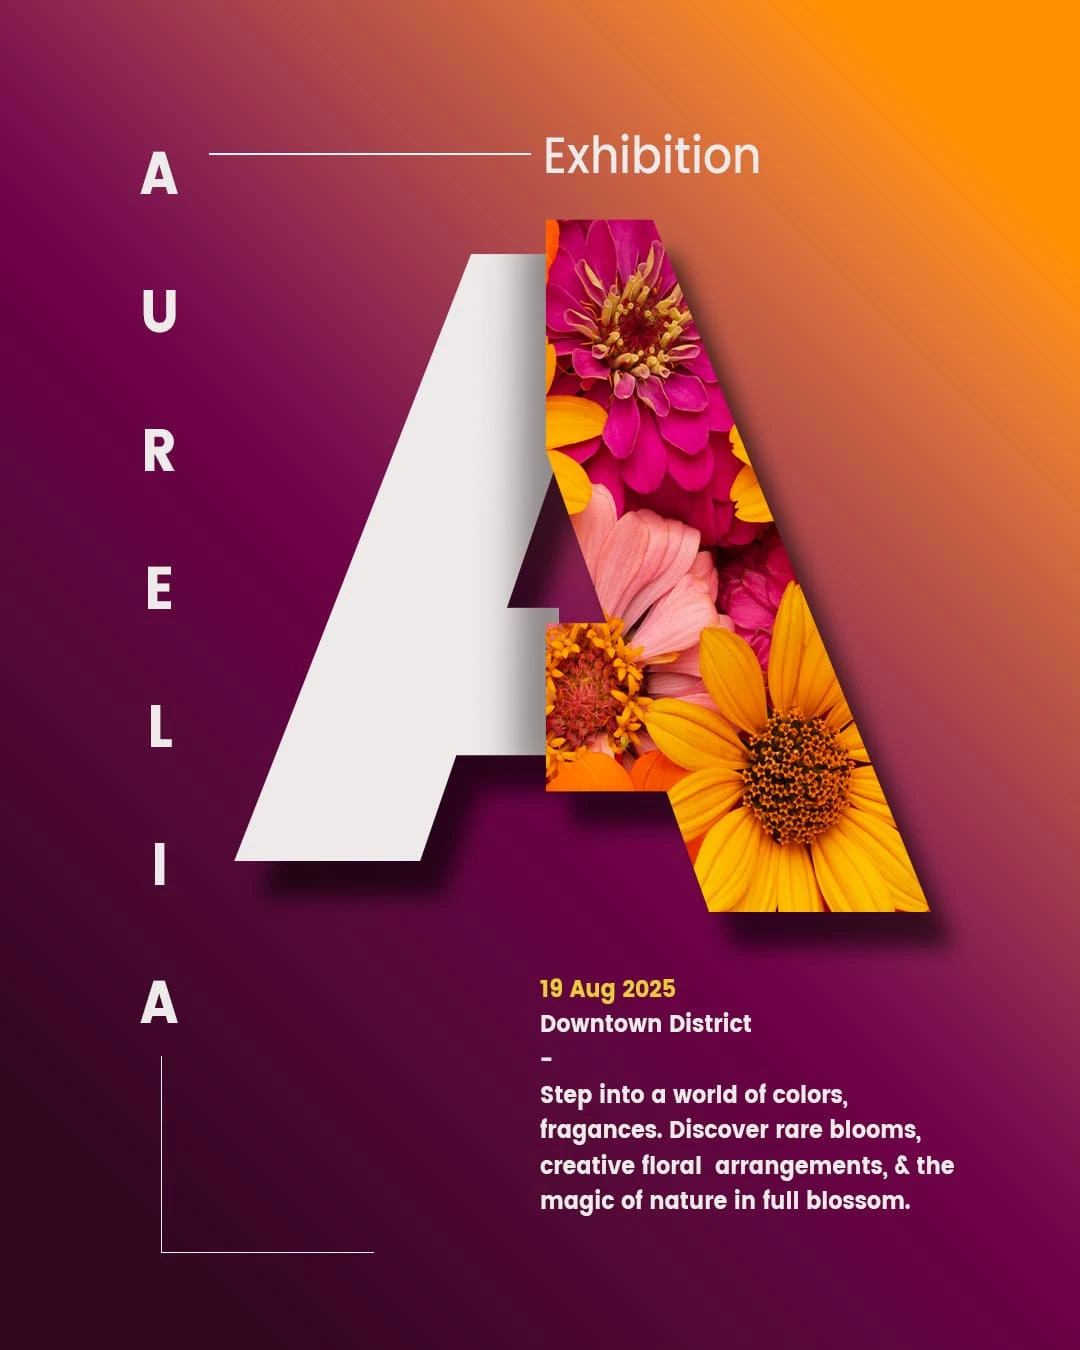 AURELIA
Exhibition
A
19 Aug 2025
Downtown District
–
Step into a world of colors,
fragances. Discover rare blooms,
creative floral  arrangements, & the
magic of nature in full blossom.